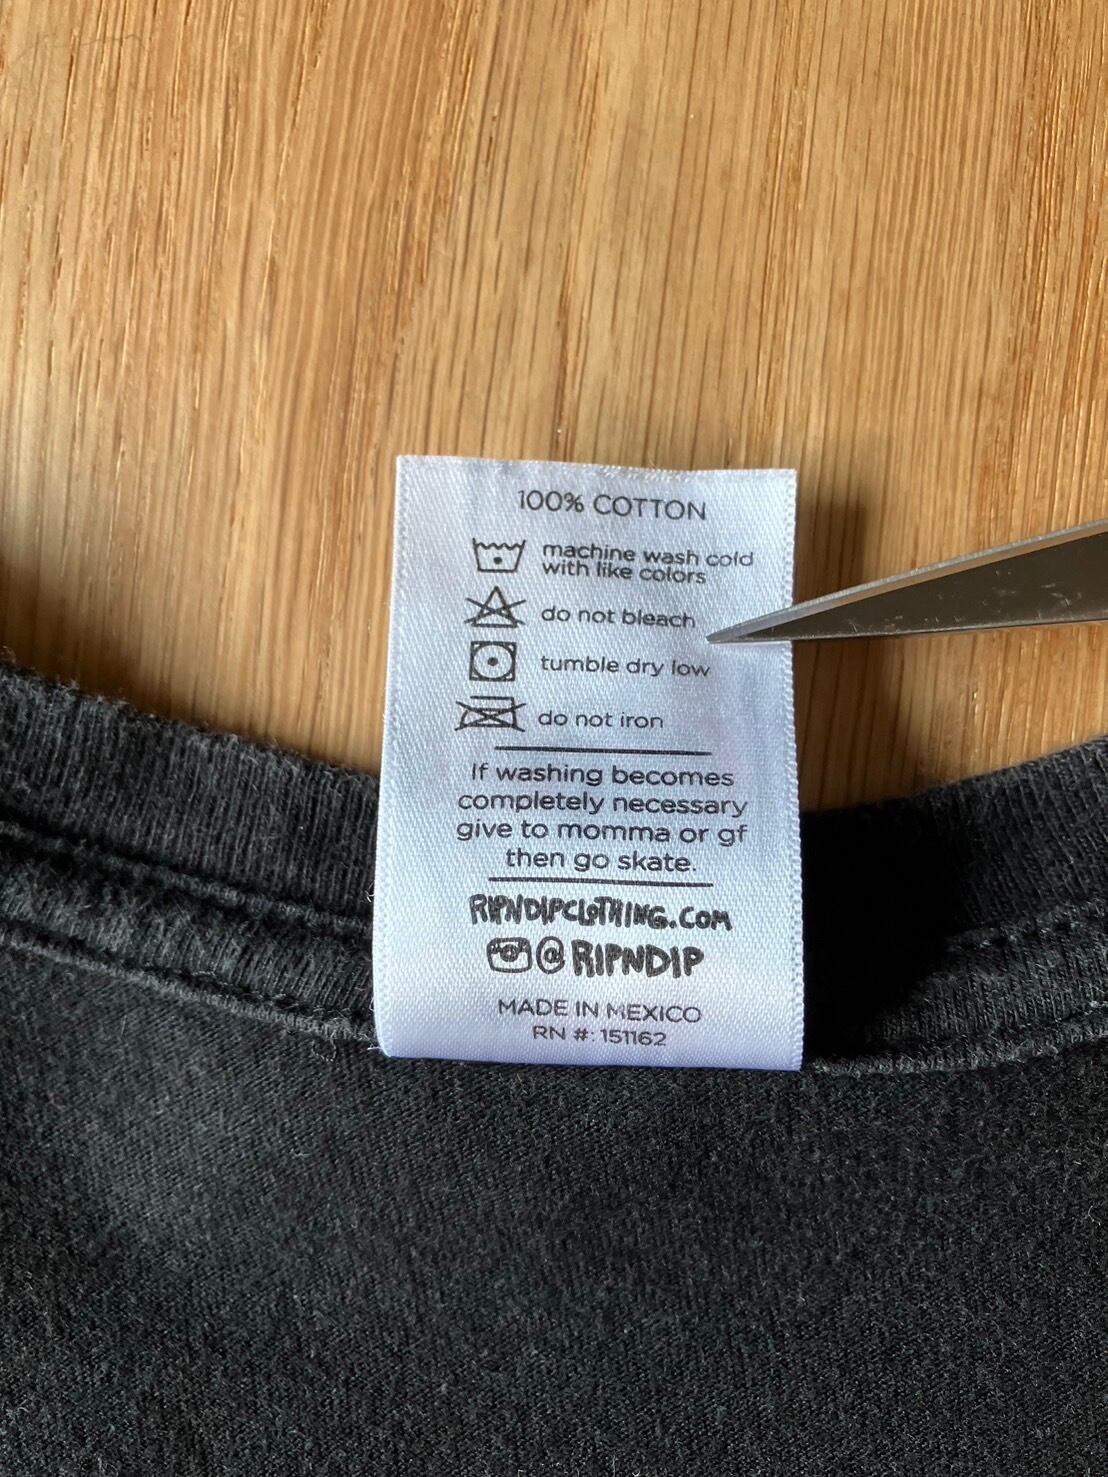 100% COTTON
machine wash cold
with like colors
do not bleach
tumble dry low
do not iron
If washing becomes
completely necessary
give to momma or gf
then go skate.
RIPNDIPCLOTHING.COM
@RIPNDIP
MADE IN MEXICO
RN #: 151162